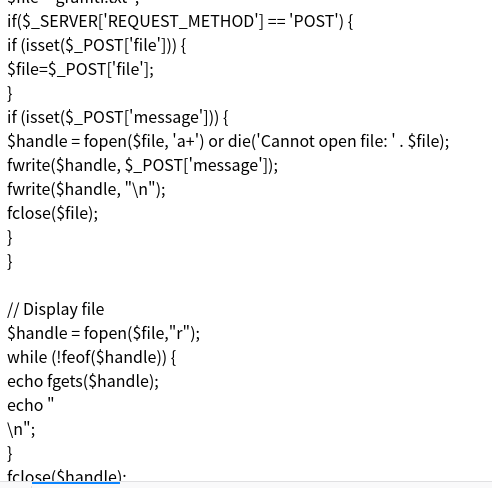 if($_SERVER['REQUEST_METHOD'] == 'POST') {
if (isset($_POST['file'])) {
$file=$_POST['file'];
}
if (isset($_POST['message'])) {
$handle = fopen($file, 'a+') or die('Cannot open file: ' . $file);
fwrite($handle, $_POST['message']);
fwrite($handle, "\n");
fclose($file);
}
}
// Display file
$handle = fopen($file,"r");
while (!feof($handle)) {
echo fgets($handle);
echo "
\n";
}
fclose($handle);